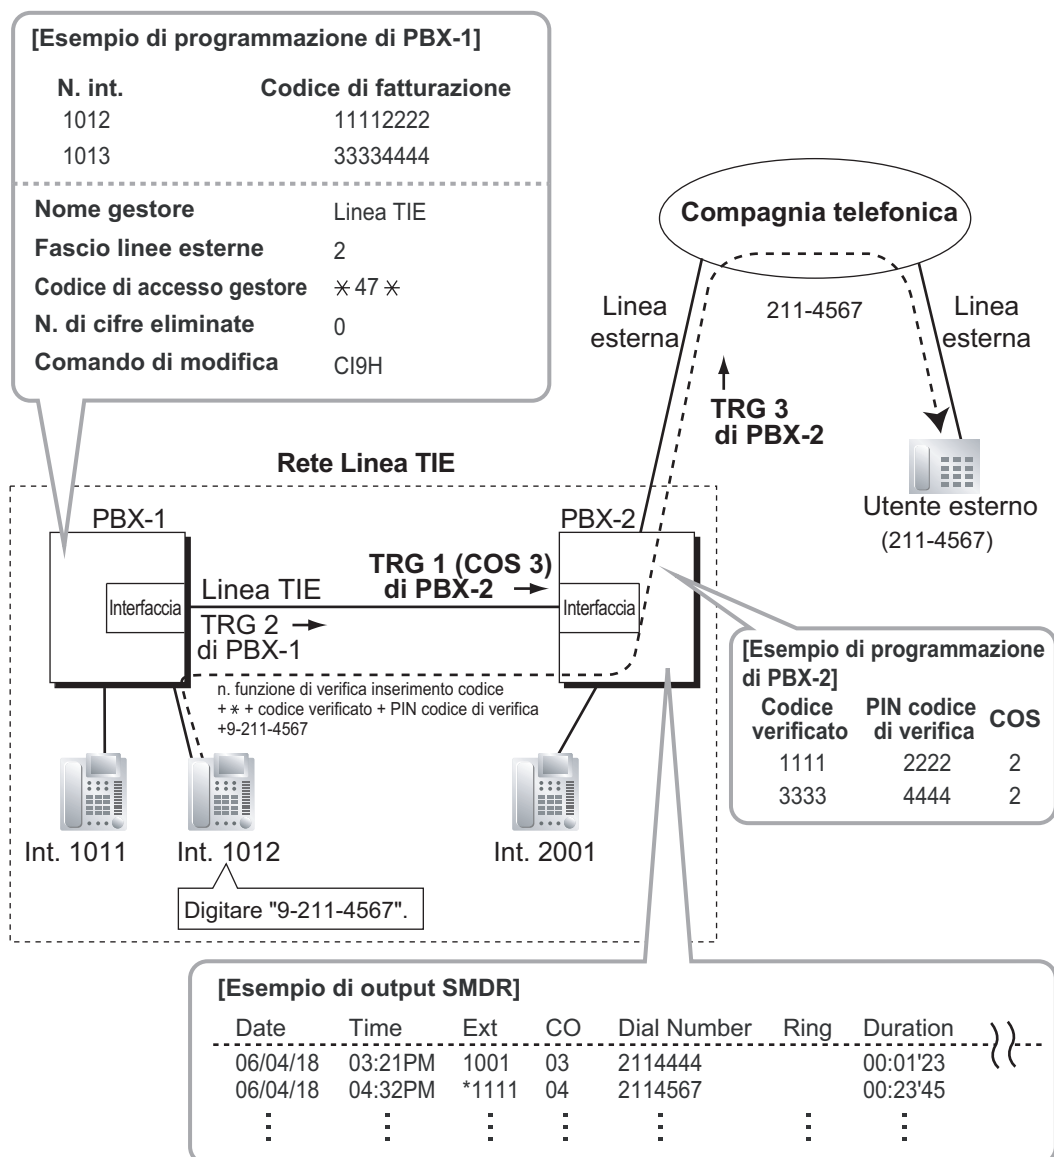 [Esempio di programmazione di PBX-1]
N. int. Codice di fatturazione
1012 11112222
1013 33334444
Nome gestore Linea TIE
Fascio linee esterne 2
Codice di accesso gestore ＊47＊
N. di cifre eliminate 0
Comando di modifica CI9H
Compagnia telefonica
Linea
esterna
211-4567
Linea
esterna
TRG 3
di PBX-2
Utente esterno
(211-4567)
Rete Linea TIE
PBX-1
PBX-2
Interfaccia
Linea TIE
TRG 2
di PBX-1
TRG 1 (COS 3)
di PBX-2
Interfaccia
n. funzione di verifica inserimento codice
+ ＊ + codice verificato + PIN codice di verifica
+9-211-4567
[Esempio di programmazione
di PBX-2]
Codice
verificato
PIN codice
di verifica
COS
1111 2222 2
3333 4444 2
Int. 1011
Int. 1012
Int. 2001
Digitare "9-211-4567".
[Esempio di output SMDR]
Date Time Ext CO Dial Number Ring Duration
06/04/18 03:21PM 1001 03 2114444 00:01'23
06/04/18 04:32PM *1111 04 2114567 00:23'45